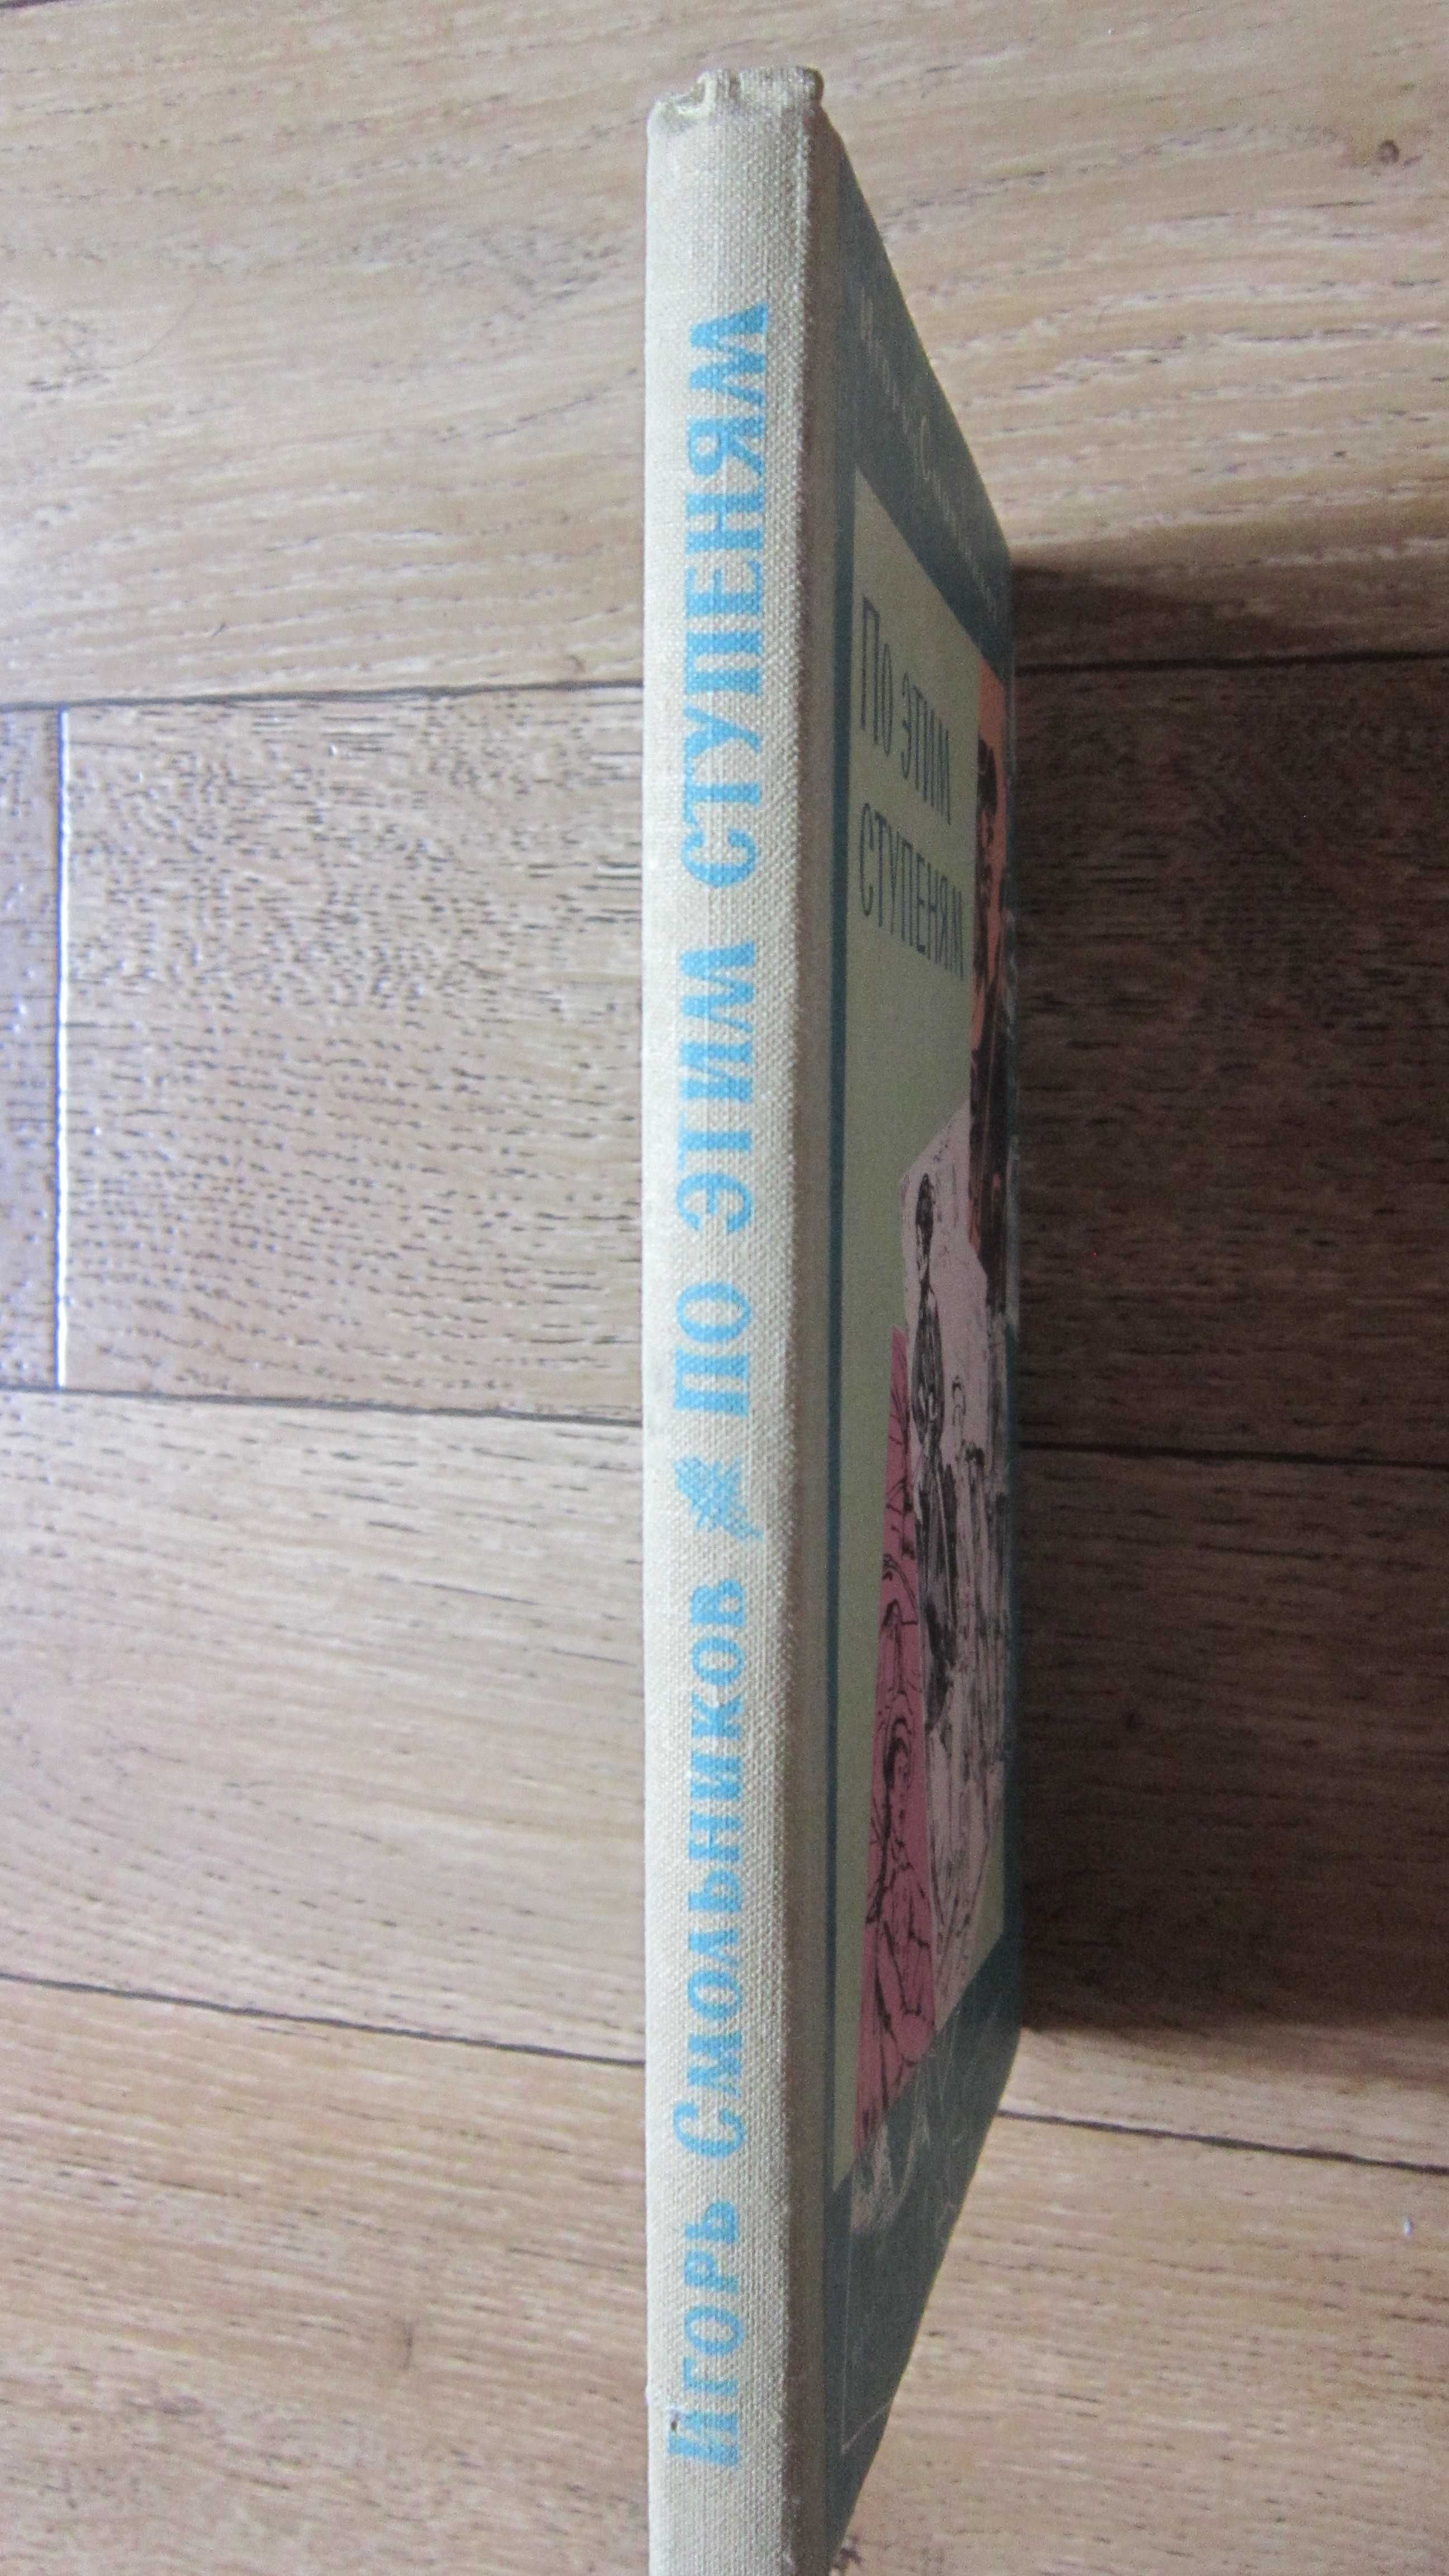 Игорь Смольников ПО ЭТИМ СТУПЕНЯМ
ПО ЭТИМ
СТУПЕНЯМ